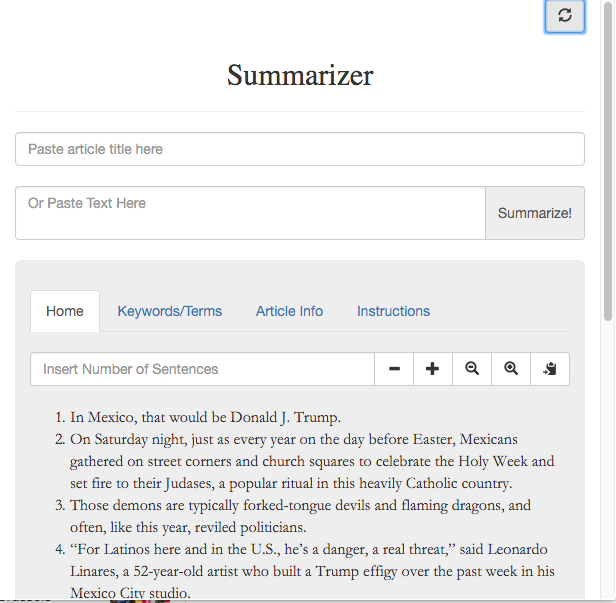 Summarizer
Paste article title here
Or Paste Text Here
Summarize!
Home Keywords/Terms Article Info Instructions
Insert Number of Sentences
1. In Mexico, that would be Donald J. Trump.
2. On Saturday night, just as every year on the day before Easter, Mexicans
gathered on street corners and church squares to celebrate the Holy Week and
set fire to their Judases, a popular ritual in this heavily Catholic country.
3. Those demons are typically forked-tongue devils and flaming dragons, and
often, like this year, reviled politicians.
4. “For Latinos here and in the U.S., he’s a danger, a real threat,” said Leonardo
Linares, a 52-year-old artist who built a Trump effigy over the past week in his
Mexico City studio.